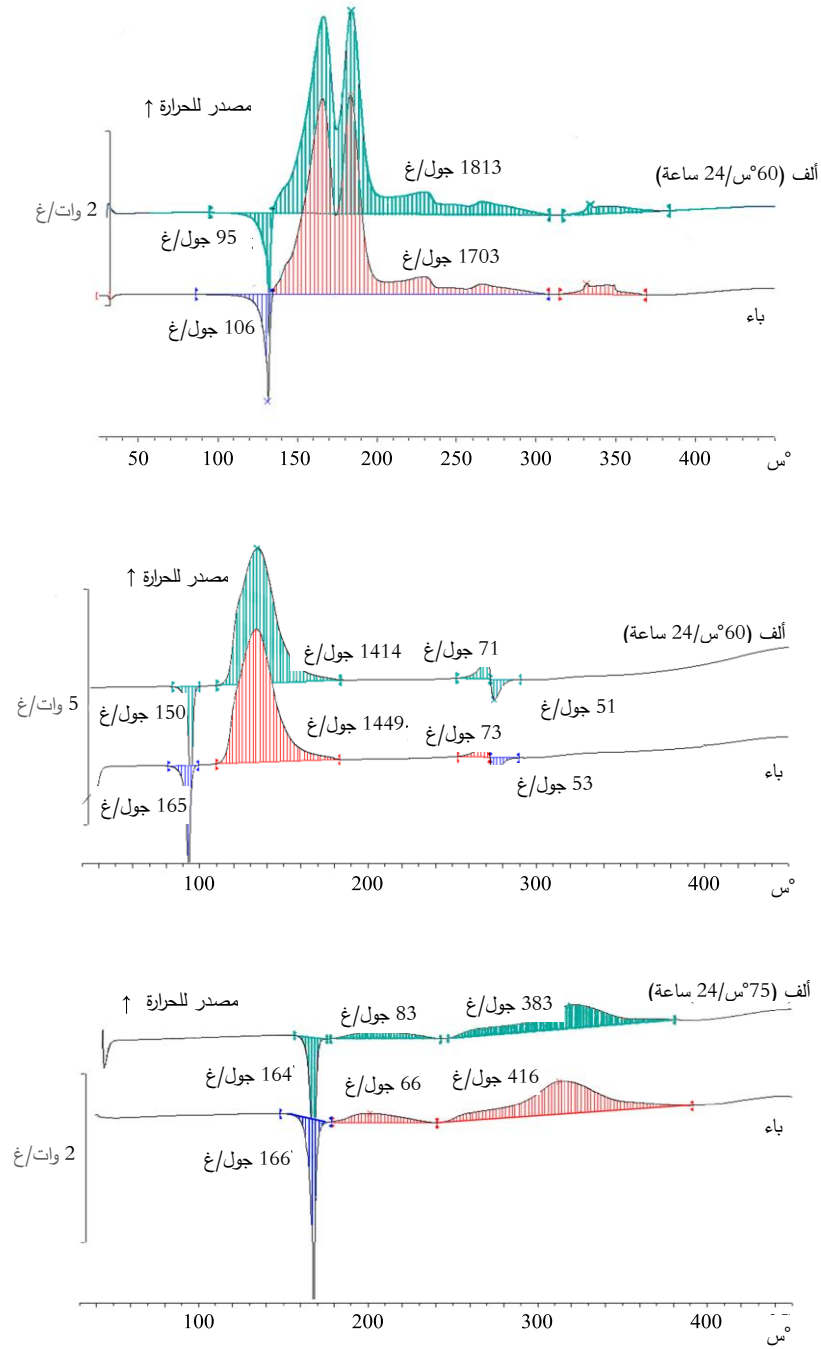 مصدر للحرارة ↑
1813 جول/غ
ألف (60°س/24 ساعة)
2 وات/غ
95 جول/غ
1703 جول/غ
باء
106 جول/غ
50 100 150 200 250 300 350 400 °س
مصدر للحرارة ↑
ألف (60°س/24 ساعة)
1414 جول/غ
71 جول/غ
5 وات/غ
150 جول/غ
51 جول/غ
1449 جول/غ
73 جول/غ
باء
53 جول/غ
165 جول/غ
100 200 300 400 °س
ألف (75°س/24 ساعة)
مصدر للحرارة ↑
383 جول/غ
83 جول/غ
164 جول/غ
66 جول/غ
416 جول/غ
باء
2 وات/غ
166 جول/غ
100 200 300 400 °س